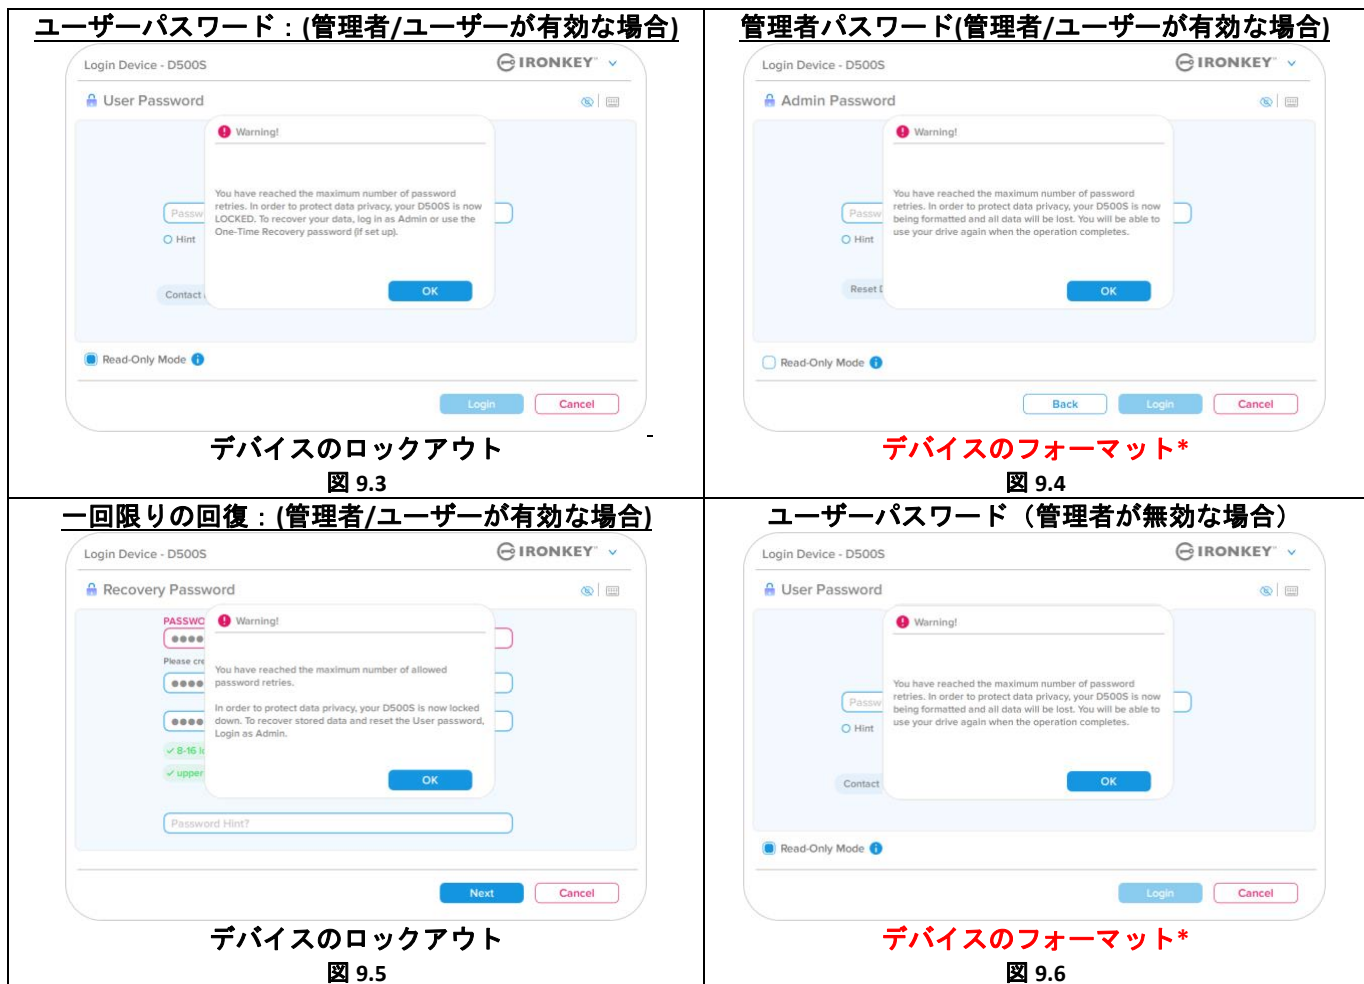 ユーザーパスワード：(管理者/ユーザーが有効な場合)
Login Device - D500S
IRONKEY™
User Password
Warning!
You have reached the maximum number of password
retries. In order to protect data privacy, your D500S is now
LOCKED. To recover your data, log in as Admin or use the
One-Time Recovery password (if set up).
Passw
Hint
Contact
OK
Read-Only Mode
Login
Cancel
デバイスのロックアウト
図 9.3
管理者パスワード(管理者/ユーザーが有効な場合)
Login Device - D500S
IRONKEY™
Admin Password
Warning!
You have reached the maximum number of password
retries. In order to protect data privacy, your D500S is now
being formatted and all data will be lost. You will be able to
use your drive again when the operation completes.
Passw
Hint
Reset D
OK
Read-Only Mode
Back
Login
Cancel
デバイスのフォーマット*
図 9.4
一回限りの回復：(管理者/ユーザーが有効な場合)
Login Device - D500S
IRONKEY™
Recovery Password
PASSWO
Warning!
Please cre
You have reached the maximum number of allowed
password retries.
In order to protect data privacy, your D500S is now locked
down. To recover stored data and reset the User password,
Login as Admin.
8-16 lo
upper
OK
Password Hint?
Next
Cancel
デバイスのロックアウト
図 9.5
ユーザーパスワード（管理者が無効な場合）
Login Device - D500S
IRONKEY™
User Password
Warning!
You have reached the maximum number of password
retries. In order to protect data privacy, your D500S is now
being formatted and all data will be lost. You will be able to
use your drive again when the operation completes.
Passw
Hint
Contact
OK
Read-Only Mode
Login
Cancel
デバイスのフォーマット*
図 9.6